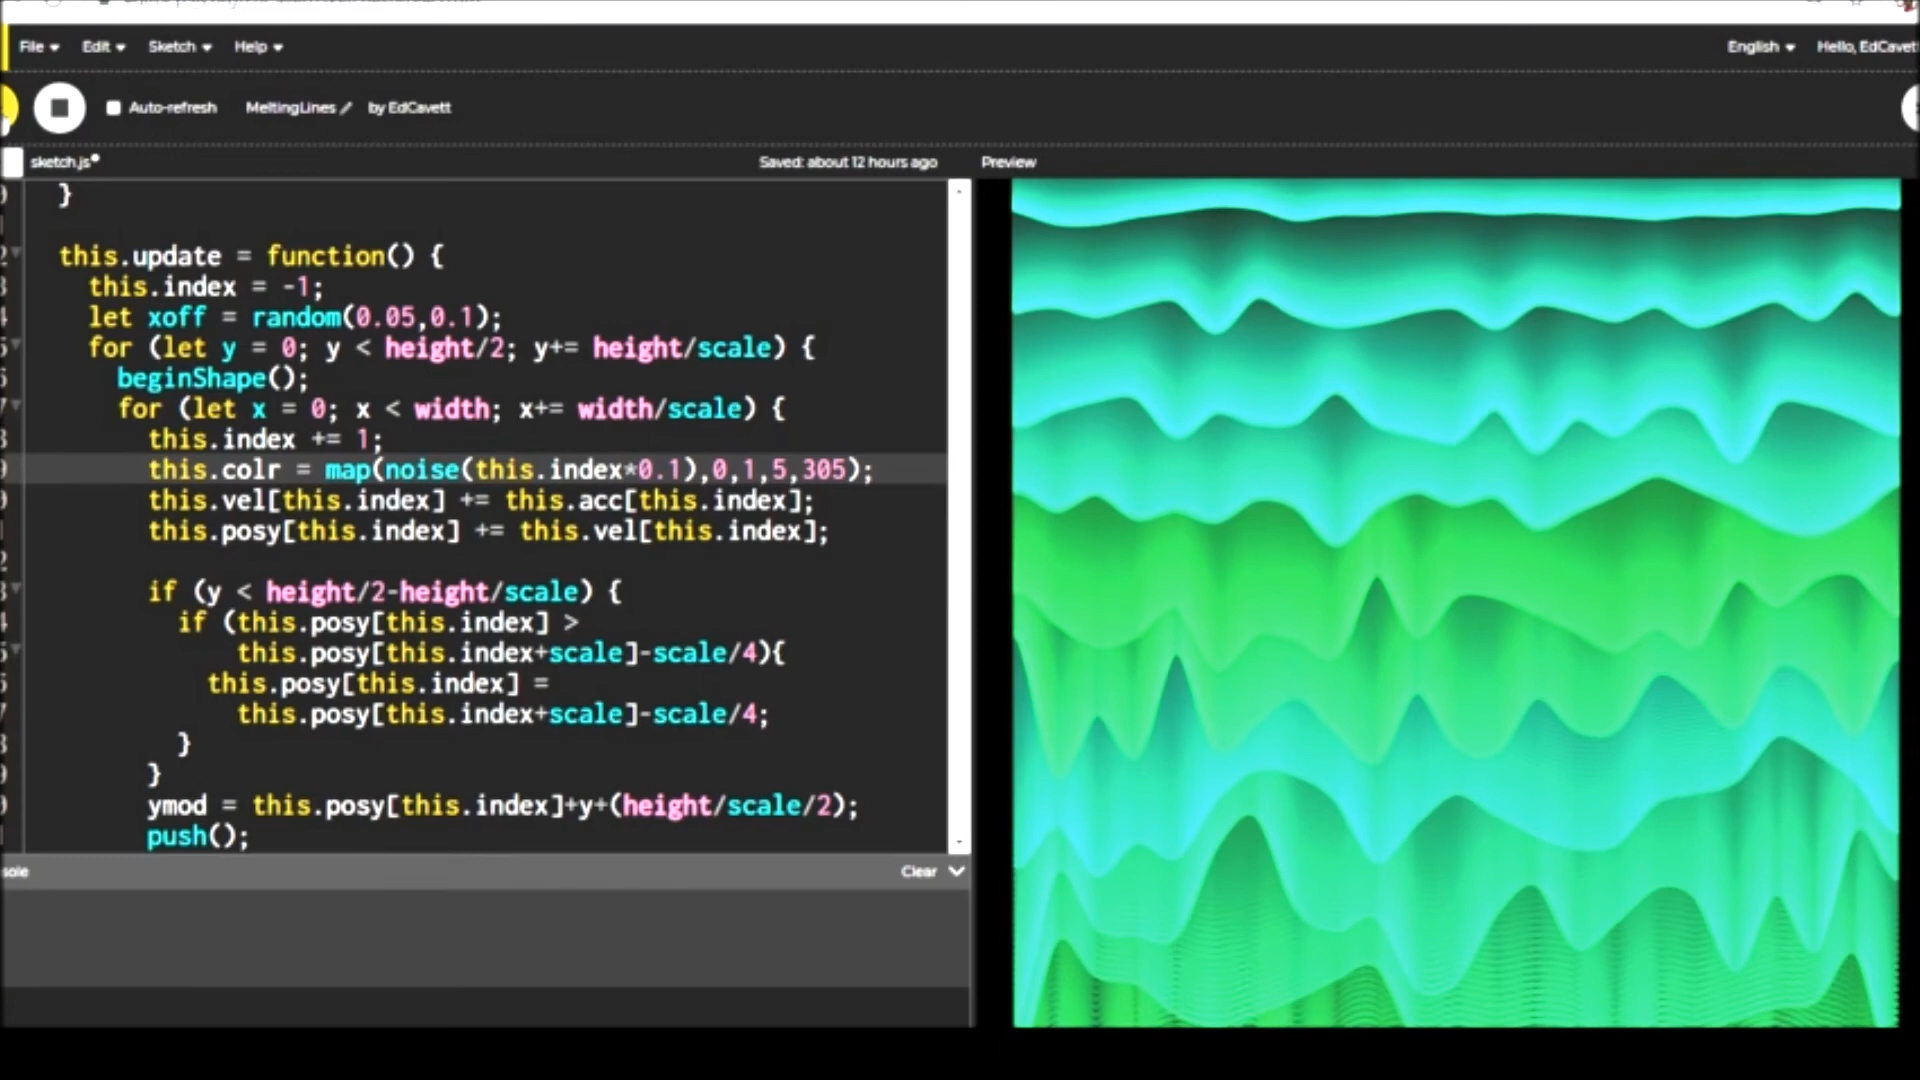 File Edit Sketch Help English Hello, EdCavet
Auto-refresh MeltingLines by EdCavett
sketch.js Saved: about 12 hours ago Preview
}
this.update = function() {
this.index = -1;
let xoff = random(0.05,0.1);
for (let y = 0; y < height/2; y+= height/scale) {
beginShape();
for (let x = 0; x < width; x+= width/scale) {
this.index += 1;
this.colr = map(noise(this.index*0.1),0,1,5,305);
this.vel[this.index] += this.acc[this.index];
this.posy[this.index] += this.vel[this.index];
if (y < height/2-height/scale) {
if (this.posy[this.index] >
this.posy[this.index+scale]-scale/4){
this.posy[this.index] =
this.posy[this.index+scale]-scale/4;
}
}
ymod = this.posy[this.index]+y+(height/scale/2);
push();
sole Clear